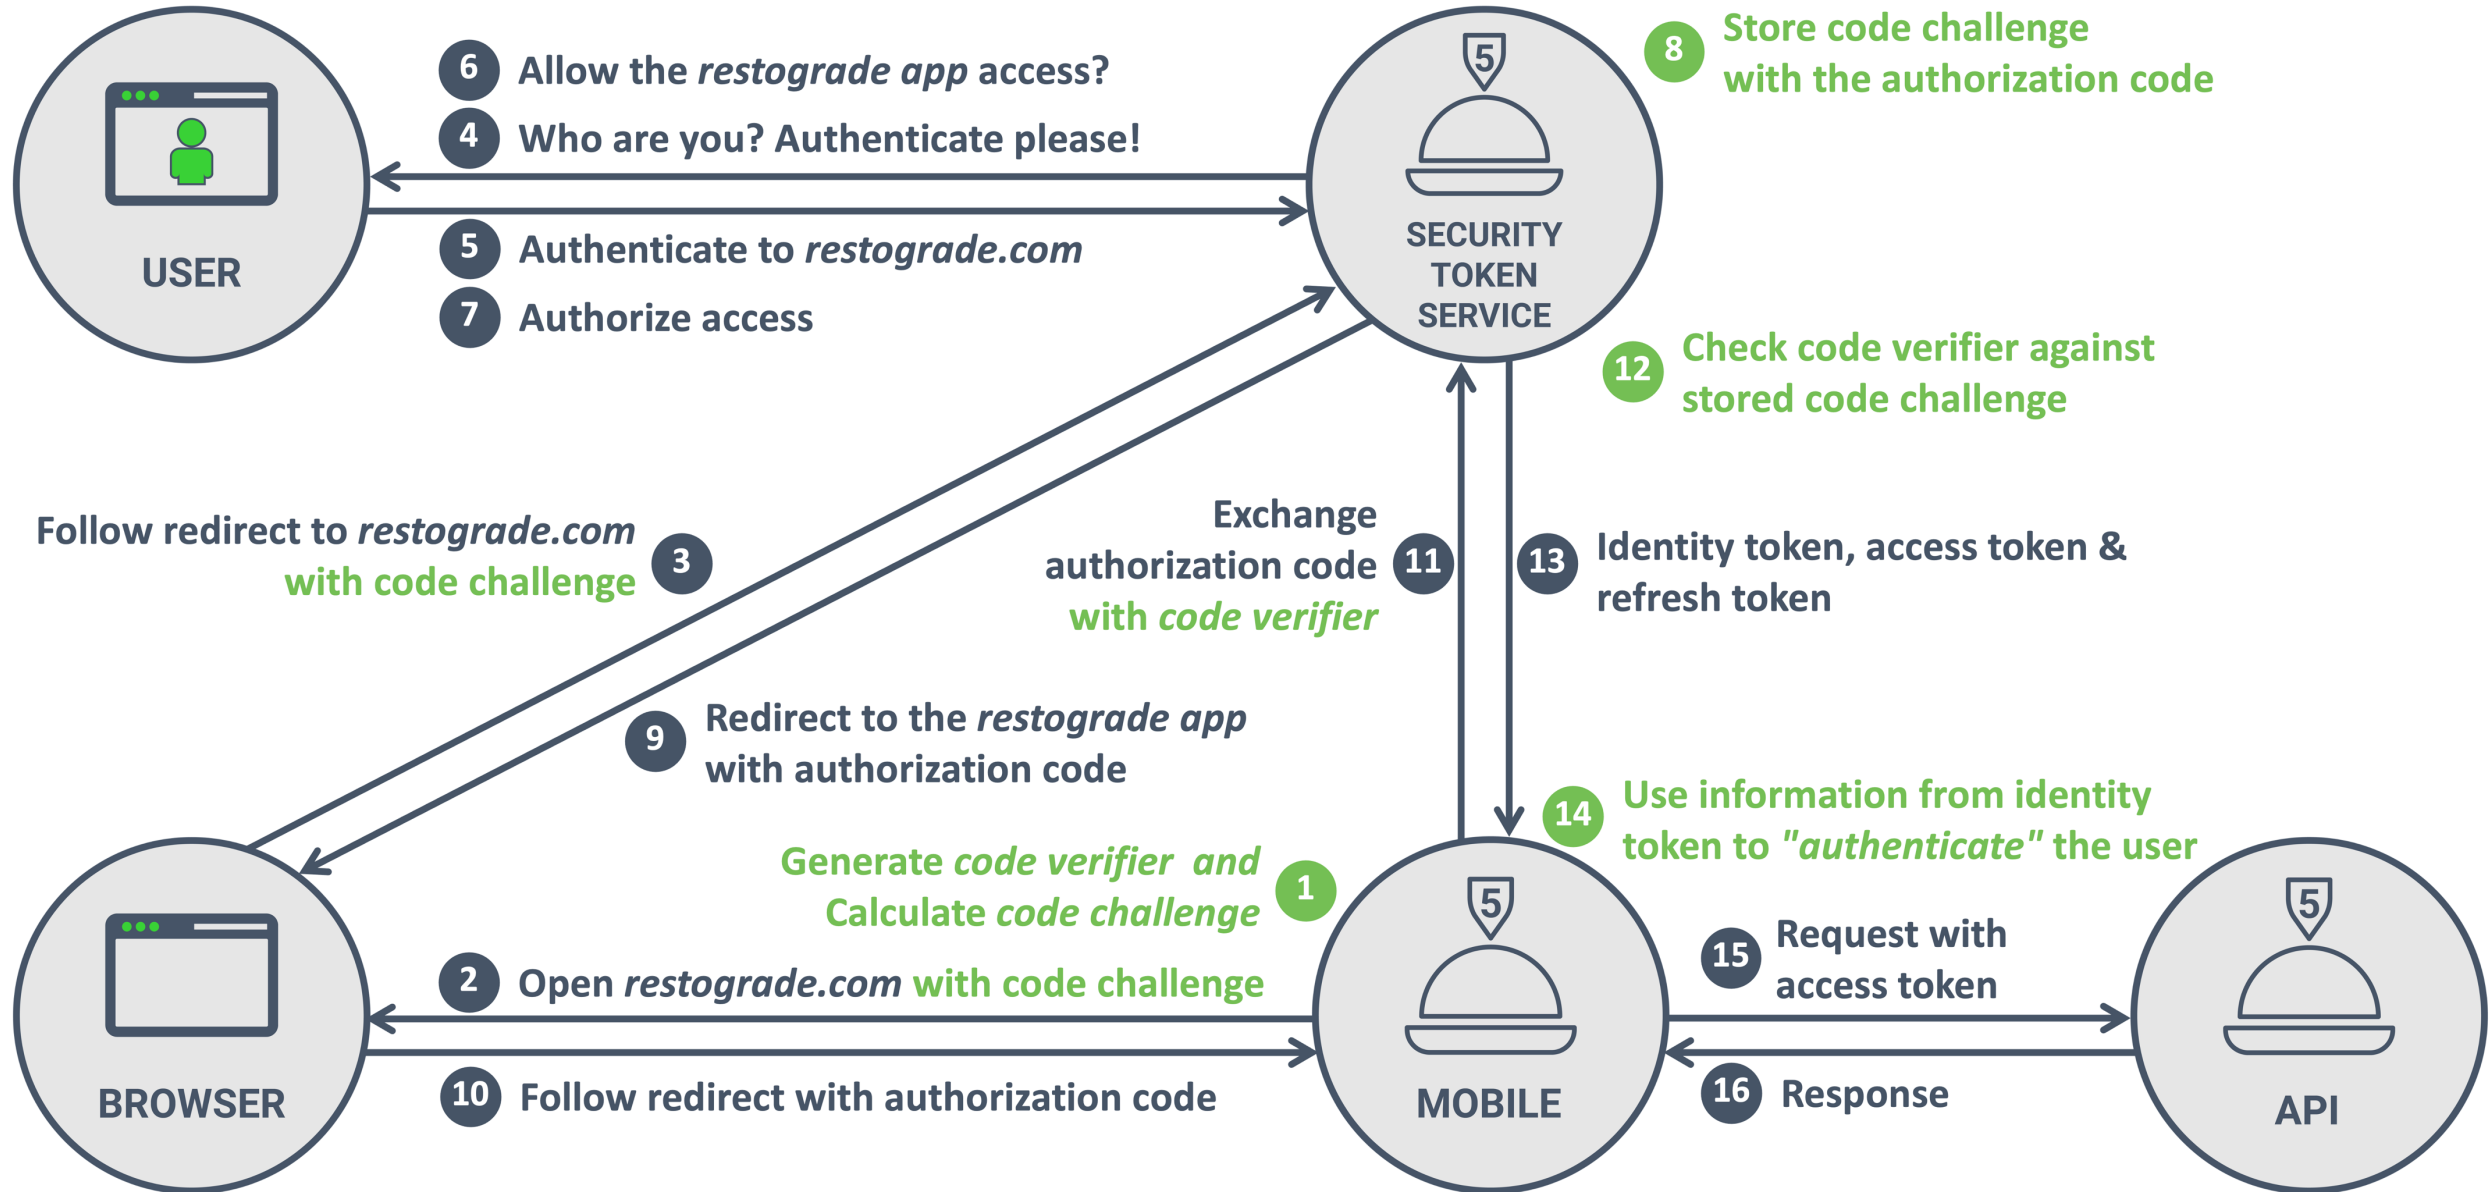 6 Allow the restograde app access?
4 Who are you? Authenticate please!
5 Authenticate to restograde.com
7 Authorize access
USER
5
SECURITY
TOKEN
SERVICE
8 Store code challenge
with the authorization code
12 Check code verifier against
stored code challenge
Follow redirect to restograde.com
with code challenge 3
Exchange
authorization code 11
with code verifier
13 Identity token, access token &
refresh token
9 Redirect to the restograde app
with authorization code
14 Use information from identity
token to "authenticate" the user
Generate code verifier and
Calculate code challenge 1
2 Open restograde.com with code challenge
10 Follow redirect with authorization code
BROWSER
5
MOBILE
15 Request with
access token
16 Response
5
API